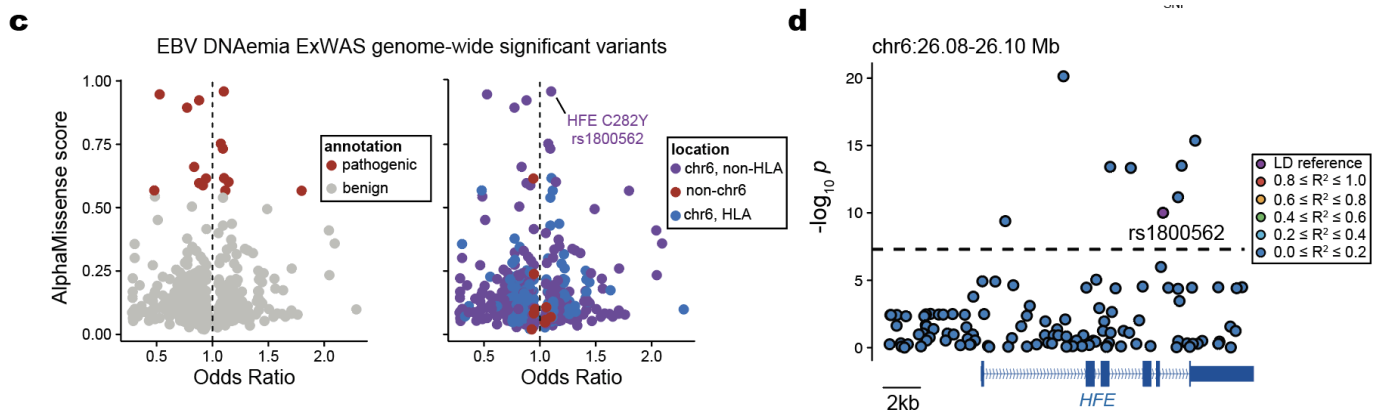 c
EBV DNAemia ExWAS genome-wide significant variants
AlphaMissense score
1.00
0.75
0.50
0.25
0.00
0.5
1.0
1.5
2.0
Odds Ratio
annotation
pathogenic
benign
HFE C282Y
rs1800562
0.5
1.0
1.5
2.0
Odds Ratio
location
chr6, non-HLA
non-chr6
chr6, HLA
d
chr6:26.08-26.10 Mb
-log10 p
20
15
10
5
0
rs1800562
LD reference
0.8 ≤ R² ≤ 1.0
0.6 ≤ R² ≤ 0.8
0.4 ≤ R² ≤ 0.6
0.2 ≤ R² ≤ 0.4
0.0 ≤ R² ≤ 0.2
2kb
HFE